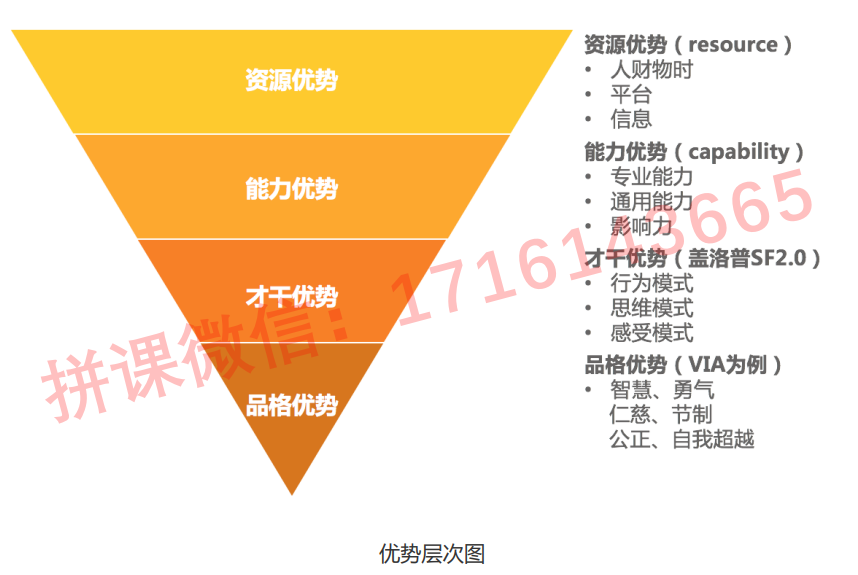 资源优势
能力优势
才干优势
品格优势
资源优势（resource）
• 人财物时
• 平台
• 信息
能力优势（capability）
• 专业能力
• 通用能力
• 影响力
才干优势（盖洛普SF2.0）
• 行为模式
• 思维模式
• 感受模式
品格优势（VIA为例）
• 智慧、勇气
仁慈、节制
公正、自我超越
拼课微信：1716143665
优势层次图